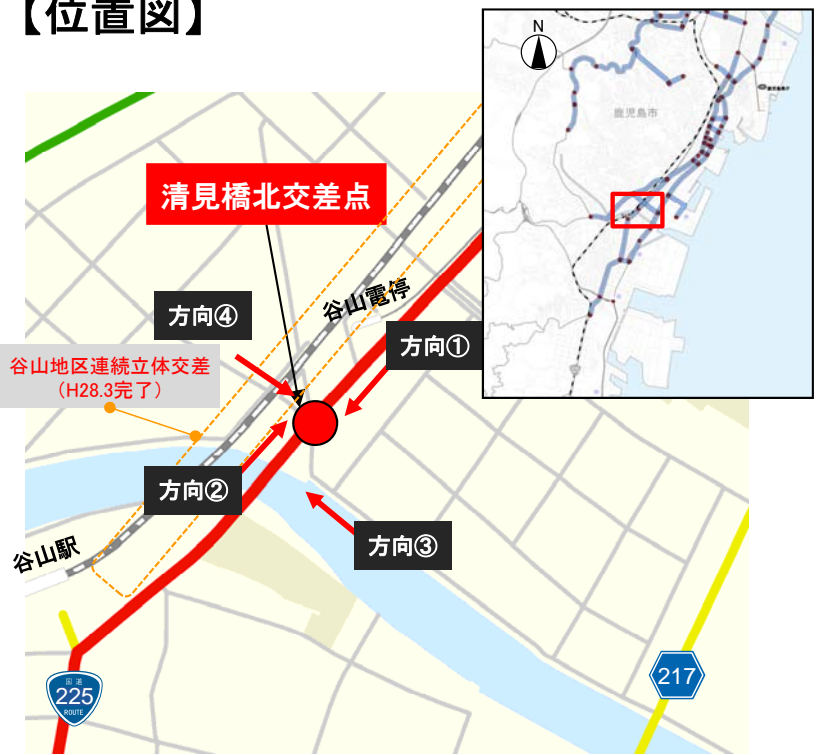 【位置図】
N
鹿児島市
清見橋北交差点
谷山電停
方向④
方向①
谷山地区連続立体交差
（H28.3完了）
方向②
方向③
谷山駅
国道
225
ROUTE
217